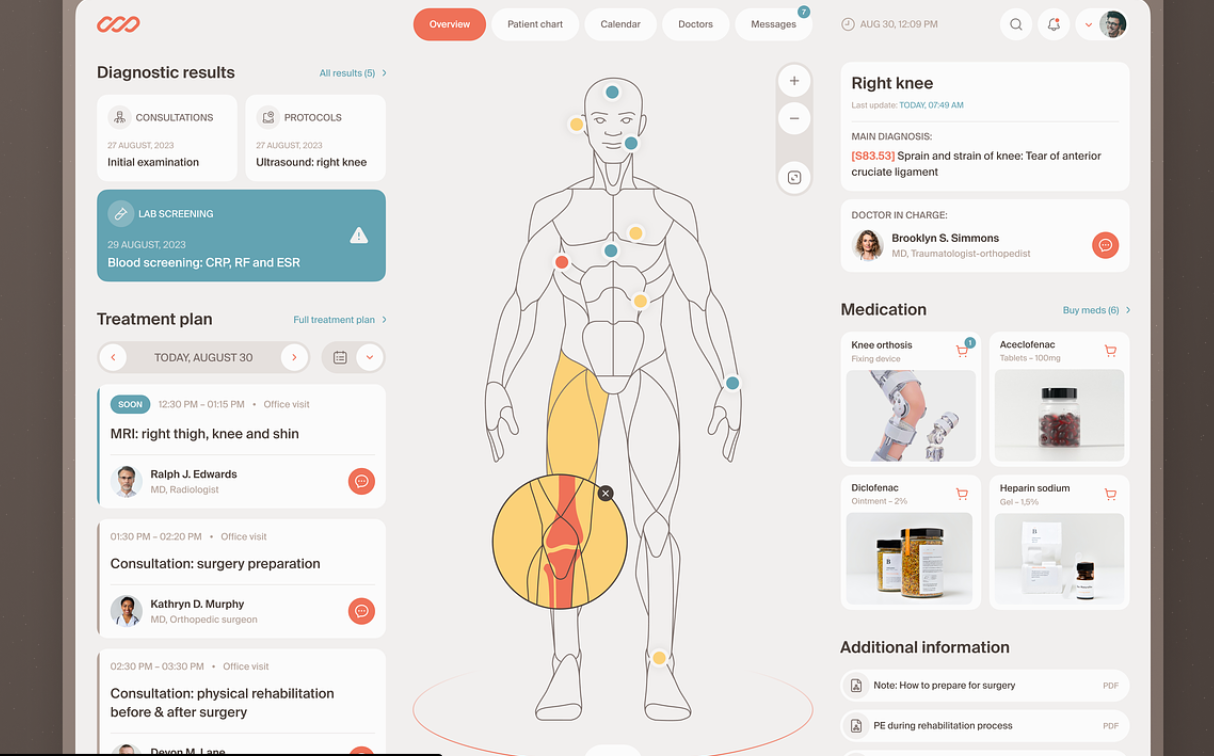 Overview
Patient chart
Calendar
Doctors
Messages
7
AUG 30, 12:09 PM
Diagnostic results
All results (5)
CONSULTATIONS
27 AUGUST, 2023
Initial examination
PROTOCOLS
27 AUGUST, 2023
Ultrasound: right knee
LAB SCREENING
29 AUGUST, 2023
Blood screening: CRP, RF and ESR
Treatment plan
Full treatment plan
TODAY, AUGUST 30
SOON
12:30 PM – 01:15 PM • Office visit
MRI: right thigh, knee and shin
Ralph J. Edwards
MD, Radiologist
01:30 PM – 02:20 PM • Office visit
Consultation: surgery preparation
Kathryn D. Murphy
MD, Orthopedic surgeon
02:30 PM – 03:30 PM • Office visit
Consultation: physical rehabilitation
before & after surgery
Devon M. Lane
Right knee
Last update: TODAY, 07:49 AM
MAIN DIAGNOSIS:
[S83.53] Sprain and strain of knee: Tear of anterior
cruciate ligament
DOCTOR IN CHARGE:
Brooklyn S. Simmons
MD, Traumatologist-orthopedist
Medication
Buy meds (6)
Knee orthosis
Fixing device
1
Aceclofenac
Tablets – 100mg
Diclofenac
Ointment – 2%
Heparin sodium
Gel – 1,5%
Additional information
Note: How to prepare for surgery
PDF
PE during rehabilitation process
PDF